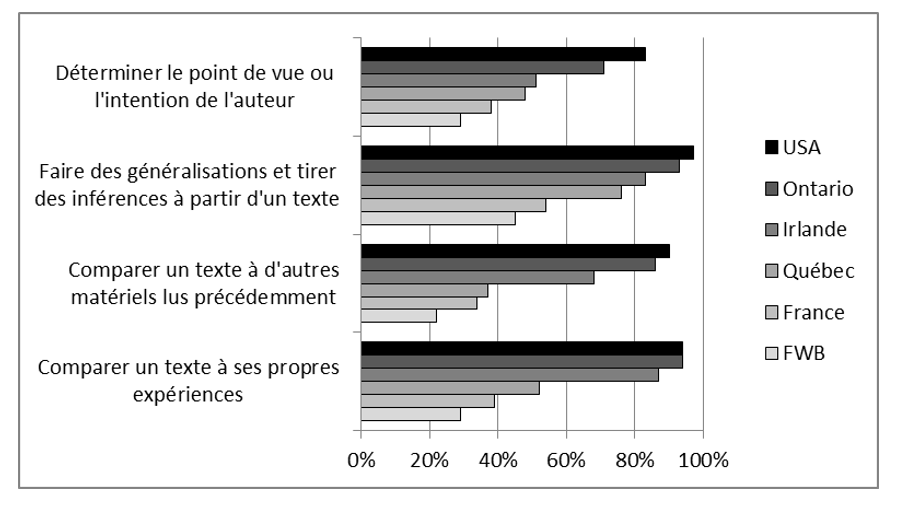 Déterminer le point de vue ou
l'intention de l'auteur
Faire des généralisations et tirer
des inférences à partir d'un texte
Comparer un texte à d'autres
matériels lus précédemment
Comparer un texte à ses propres
expériences
0% 20% 40% 60% 80% 100%
USA
Ontario
Irlande
Québec
France
FWB